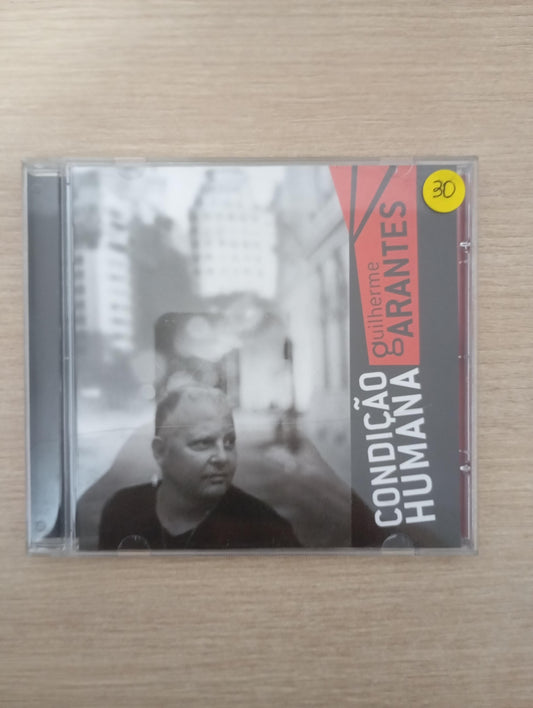 30
guilherme
ARANTES
CONDIÇÃO
HUMANA